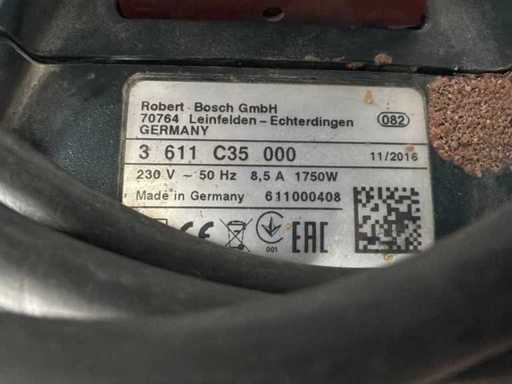 Robert Bosch GmbH
70764 Leinfelden-Echterdingen
GERMANY
082
3 611 C35 000
11/2016
230 V ~ 50 Hz 8,5 A 1750W
Made in Germany 611000408
CE
001
EAC